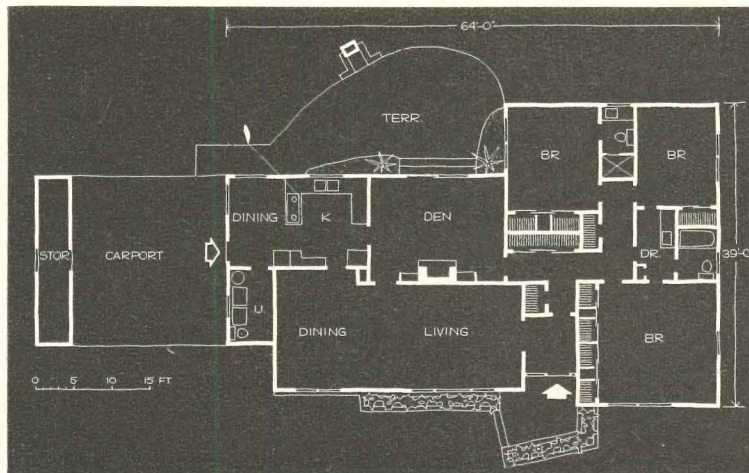 64'-0"
TERR.
BR
BR
DINING
K
DEN
STOR
CARPORT
DR.
39'-0
U.
DINING
LIVING
BR
0 5 10 15 FT.